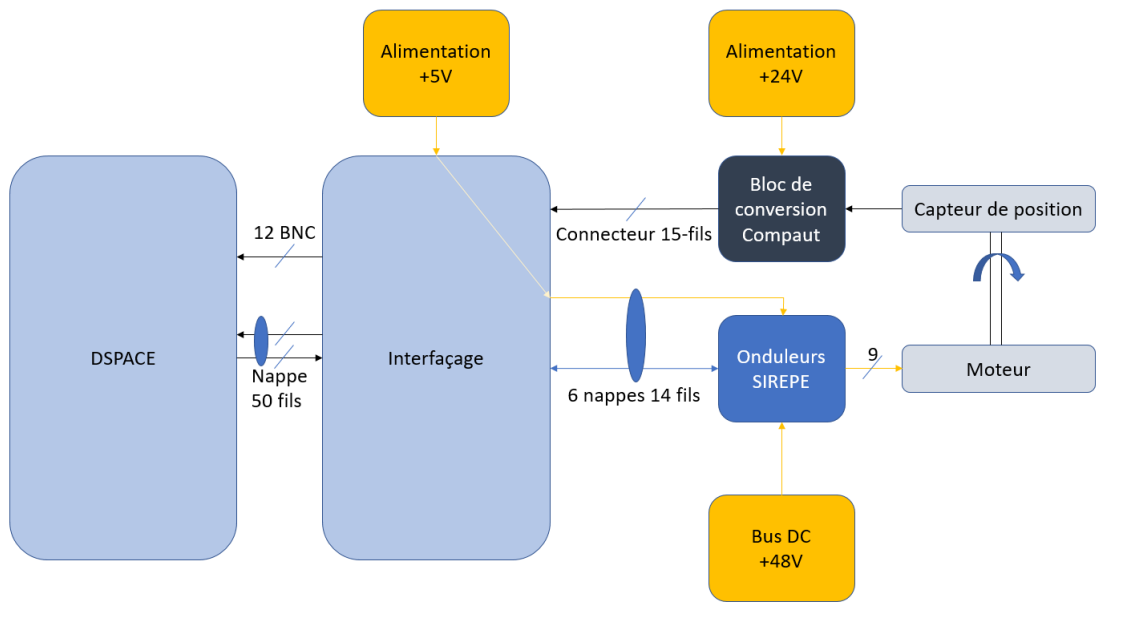 Alimentation
+5V
Alimentation
+24V
Bloc de
conversion
Compaut
Capteur de position
Connecteur 15-fils
12 BNC
DSPACE
Interfaçage
Nappe
50 fils
6 nappes 14 fils
Onduleurs
SIREPE
9
Moteur
Bus DC
+48V